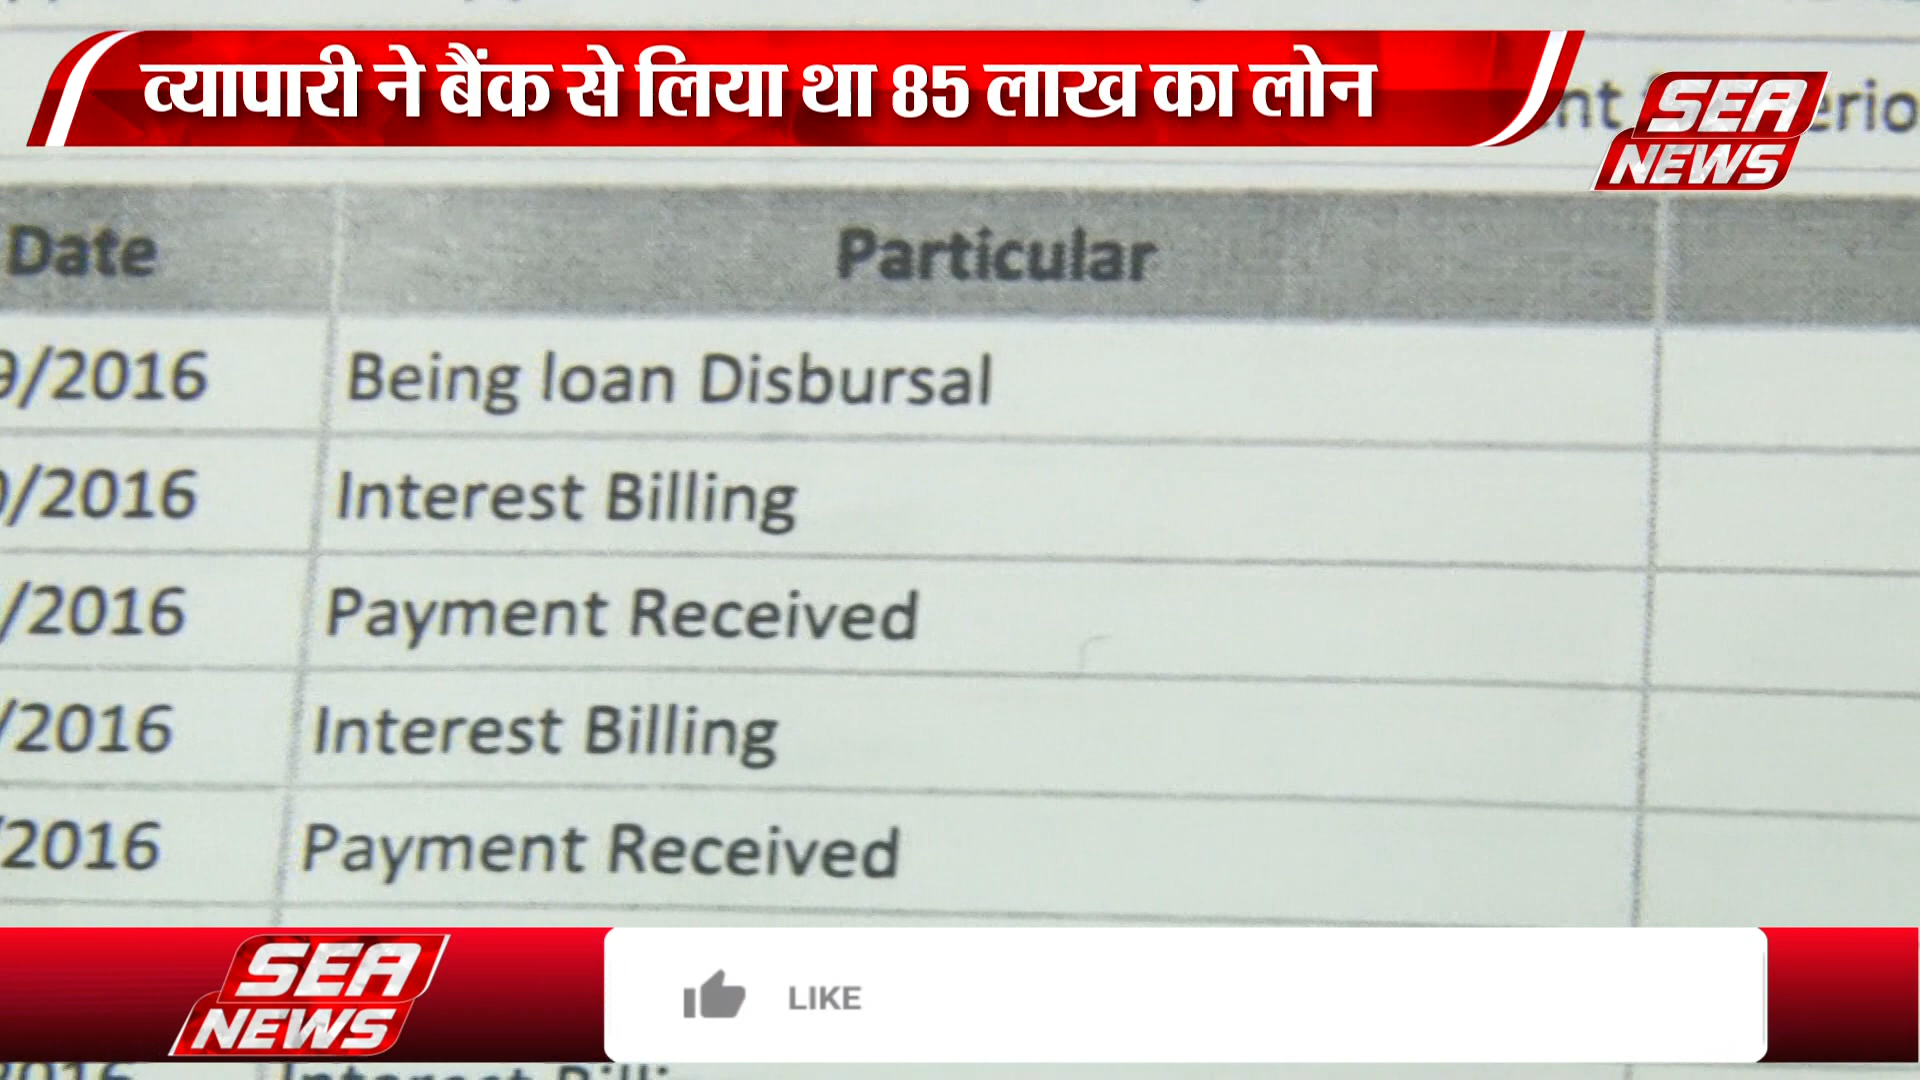 व्यापारी ने बैंक से लिया था 85 लाख का लोन
SEA
NEWS
Date Particular
/2016 Being loan Disbursal
/2016 Interest Billing
/2016 Payment Received
/2016 Interest Billing
/2016 Payment Received
SEA
NEWS
LIKE